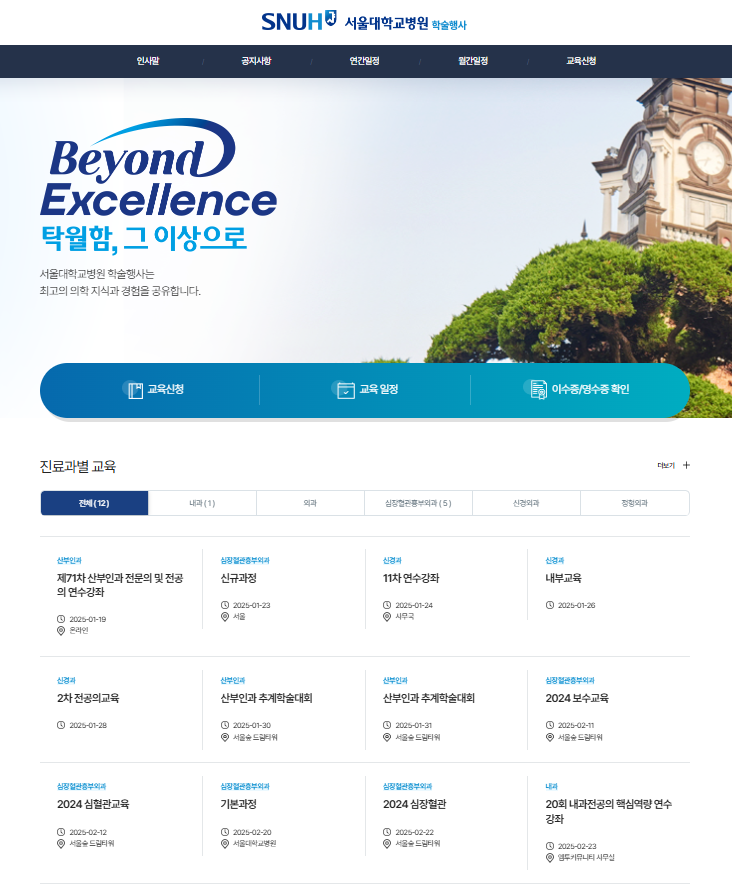 SNUH 서울대학교병원 학술행사
인사말 / 공지사항 / 연간일정 / 월간일정 / 교육신청
Beyond
Excellence
탁월함, 그 이상으로
서울대학교병원 학술행사는
최고의 의학 지식과 경험을 공유합니다.
교육신청 교육 일정 이수증/영수증 확인
진료과별 교육 더보기 +
전체 ( 12 ) 내과 ( 1 ) 외과 심장혈관흉부외과 ( 5 ) 신경외과 정형외과
산부인과
제71차 산부인과 전문의 및 전공
의 연수강좌
2025-01-19
온라인
심장혈관흉부외과
신규과정
2025-01-23
서울
신경과
11차 연수강좌
2025-01-24
사무국
신경과
내부교육
2025-01-26
신경과
2차 전공의교육
2025-01-28
산부인과
산부인과 추계학술대회
2025-01-30
서울숲 드림타워
산부인과
산부인과 추계학술대회
2025-01-31
서울숲 드림타워
심장혈관흉부외과
2024 보수교육
2025-02-11
서울숲 드림타워
심장혈관흉부외과
2024 심혈관교육
2025-02-12
서울숲 드림타워
심장혈관흉부외과
기본과정
2025-02-20
서울대학교병원
심장혈관흉부외과
2024 심장혈관
2025-02-22
서울숲 드림타워
내과
20회 내과전공의 핵심역량 연수
강좌
2025-02-23
엠투커뮤니티 사무실